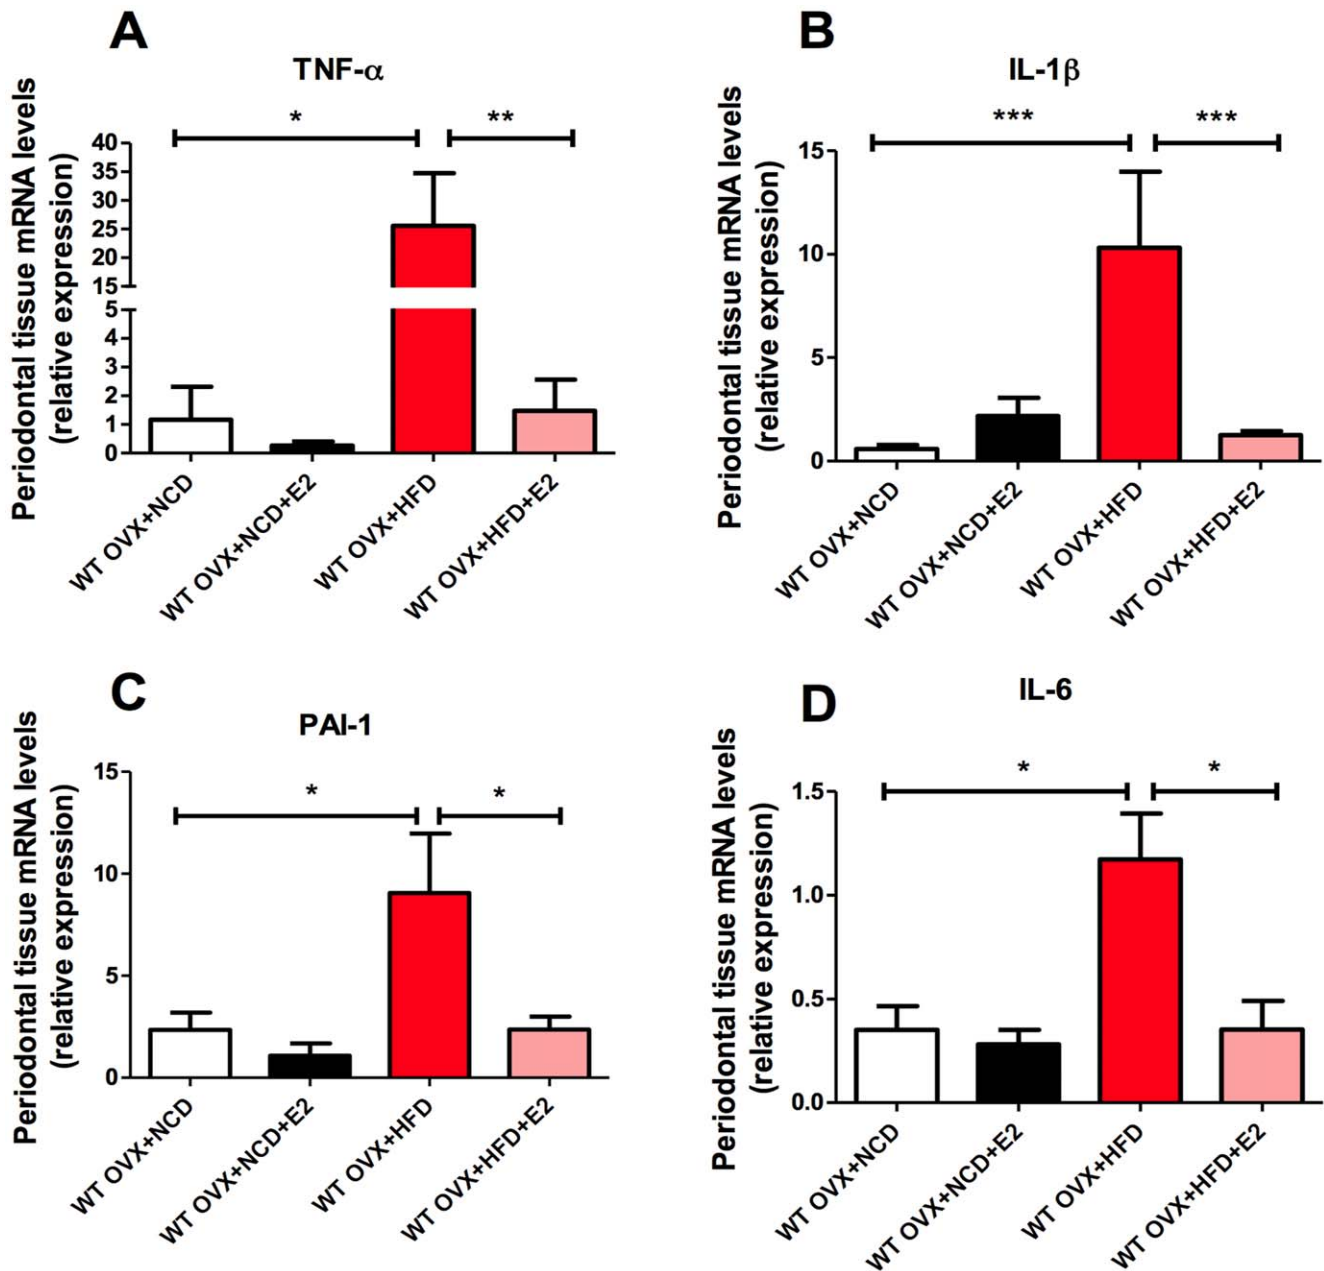 A
TNF-α
Periodontal tissue mRNA levels
(relative expression)
*
**
40
35
30
25
20
15
5
4
3
2
1
0
WT OVX+NCD
WT OVX+NCD+E2
WT OVX+HFD
WT OVX+HFD+E2
B
IL-1β
Periodontal tissue mRNA levels
(relative expression)
***
***
15
10
5
0
WT OVX+NCD
WT OVX+NCD+E2
WT OVX+HFD
WT OVX+HFD+E2
C
PAI-1
Periodontal tissue mRNA levels
(relative expression)
*
*
15
10
5
0
WT OVX+NCD
WT OVX+NCD+E2
WT OVX+HFD
WT OVX+HFD+E2
D
IL-6
Periodontal tissue mRNA levels
(relative expression)
*
*
1.5
1.0
0.5
0.0
WT OVX+NCD
WT OVX+NCD+E2
WT OVX+HFD
WT OVX+HFD+E2